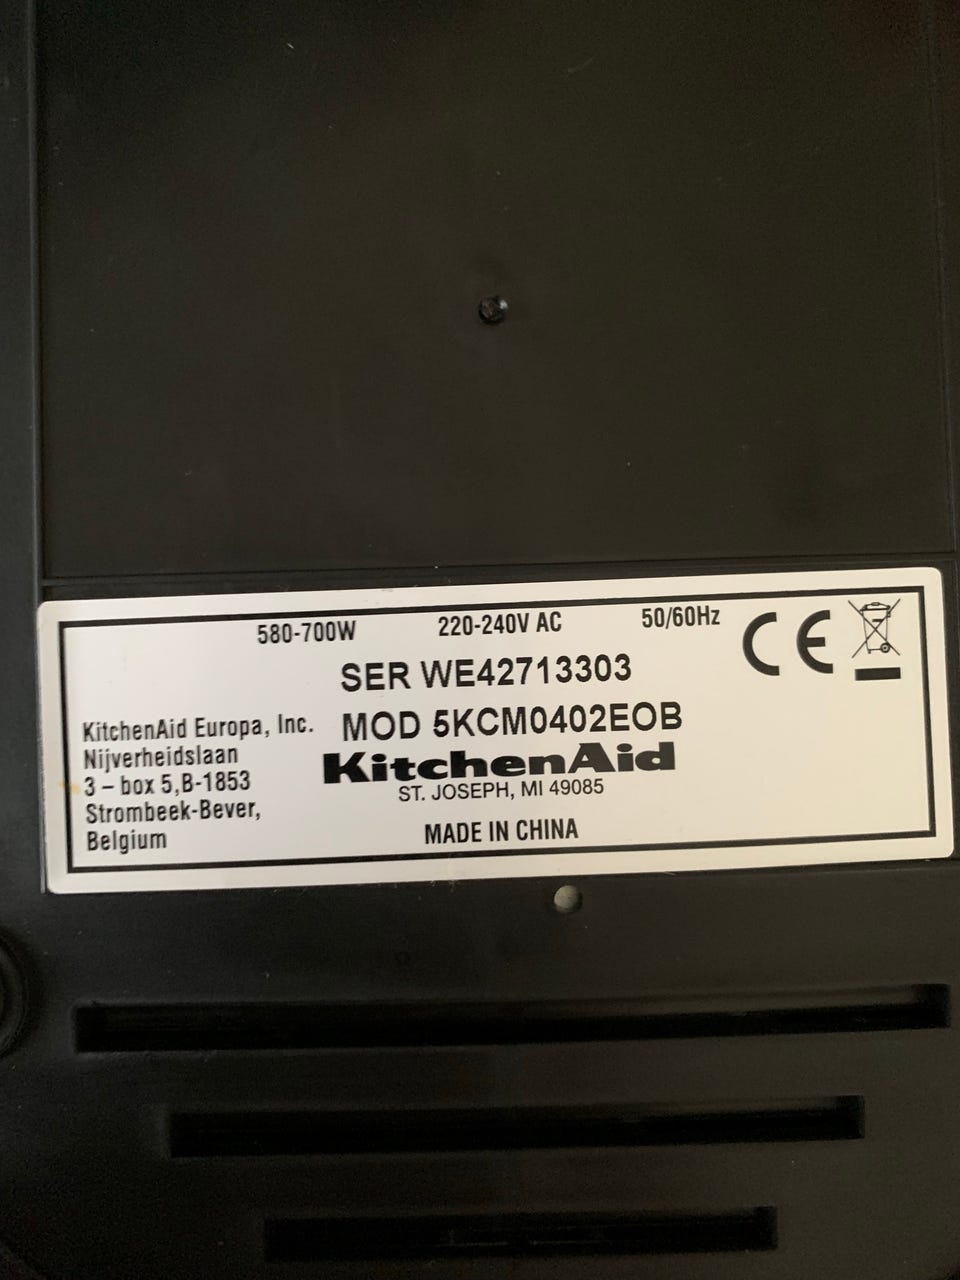 580-700W 220-240V AC 50/60Hz CE
SER WE42713303
MOD 5KCM0402EOB
KitchenAid Europa, Inc.
Nijverheidslaan
3 – box 5,B-1853
Strombeek-Bever,
Belgium
KitchenAid
ST. JOSEPH, MI 49085
MADE IN CHINA